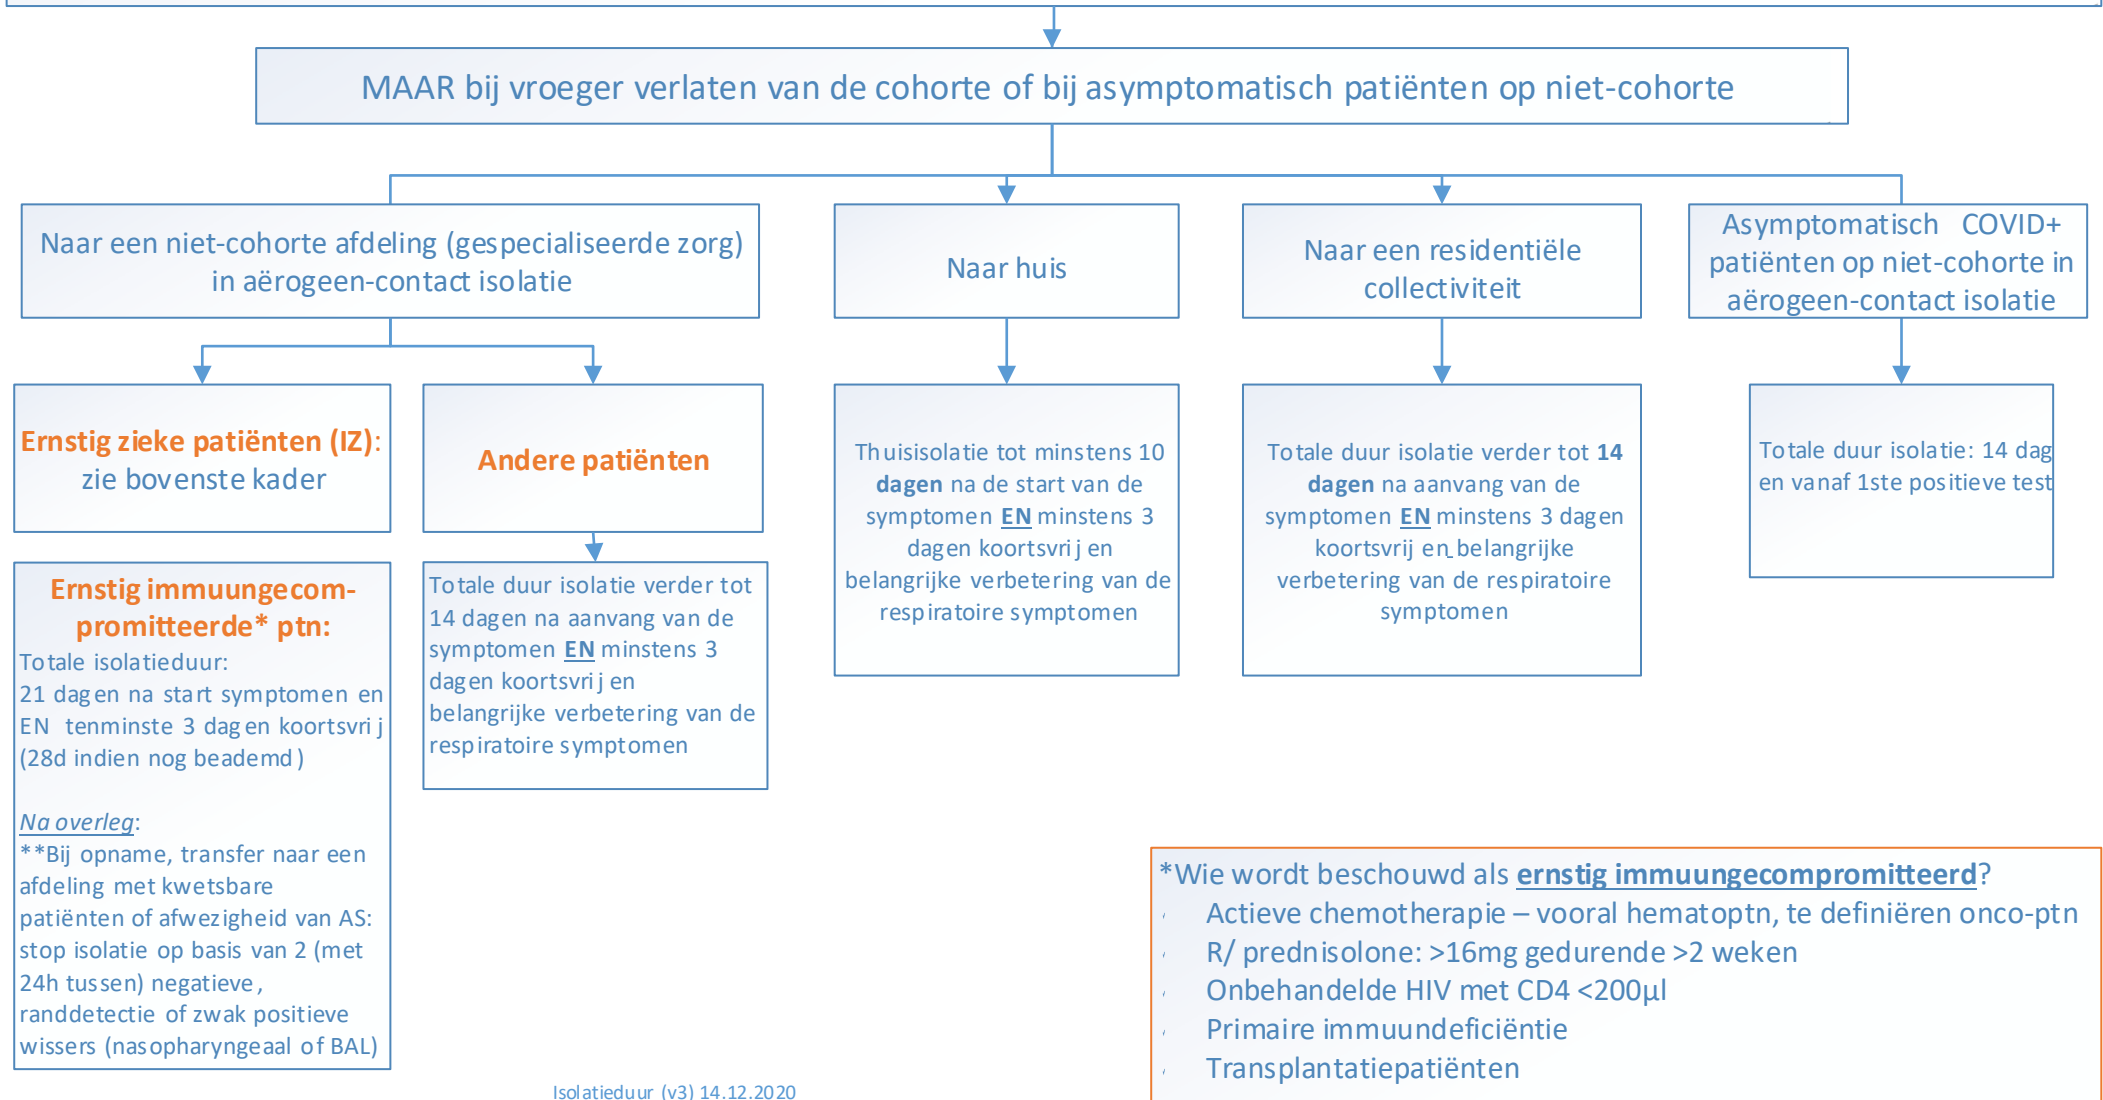 MAAR bij vroeger verlaten van de cohorte of bij asymptomatisch patiënten op niet-cohorte
Naar een niet-cohorte afdeling (gespecialiseerde zorg)
in aërogeen-contact isolatie
Naar huis
Naar een residentiële
collectiviteit
Asymptomatisch COVID+
patiënten op niet-cohorte in
aërogeen-contact isolatie
Ernstig zieke patiënten (IZ):
zie bovenste kader
Andere patiënten
Thuisisolatie tot minstens 10
dagen na de start van de
symptomen EN minstens 3
dagen koortsvrij en
belangrijke verbetering van de
respiratoire symptomen
Totale duur isolatie verder tot 14
dagen na aanvang van de
symptomen EN minstens 3 dagen
koortsvrij en belangrijke
verbetering van de respiratoire
symptomen
Totale duur isolatie: 14 dag
en vanaf 1ste positieve test
Ernstig immuungecom-
promitteerde* ptn:
Totale isolatieduur:
21 dagen na start symptomen en
EN tenminste 3 dagen koortsvrij
(28d indien nog beademd)
Na overleg:
**Bij opname, transfer naar een
afdeling met kwetsbare
patiënten of afwezigheid van AS:
stop isolatie op basis van 2 (met
24h tussen) negatieve,
randdetectie of zwak positieve
wissers (nasopharyngeaal of BAL)
Totale duur isolatie verder tot
14 dagen na aanvang van de
symptomen EN minstens 3
dagen koortsvrij en
belangrijke verbetering van de
respiratoire symptomen
*Wie wordt beschouwd als ernstig immuungecompromitteerd?
Actieve chemotherapie – vooral hematoptn, te definiëren onco-ptn
R/ prednisolone: >16mg gedurende >2 weken
Onbehandelde HIV met CD4 <200µl
Primaire immuundeficiëntie
Transplantatiepatiënten
Isolatieduur (v3) 14.12.2020